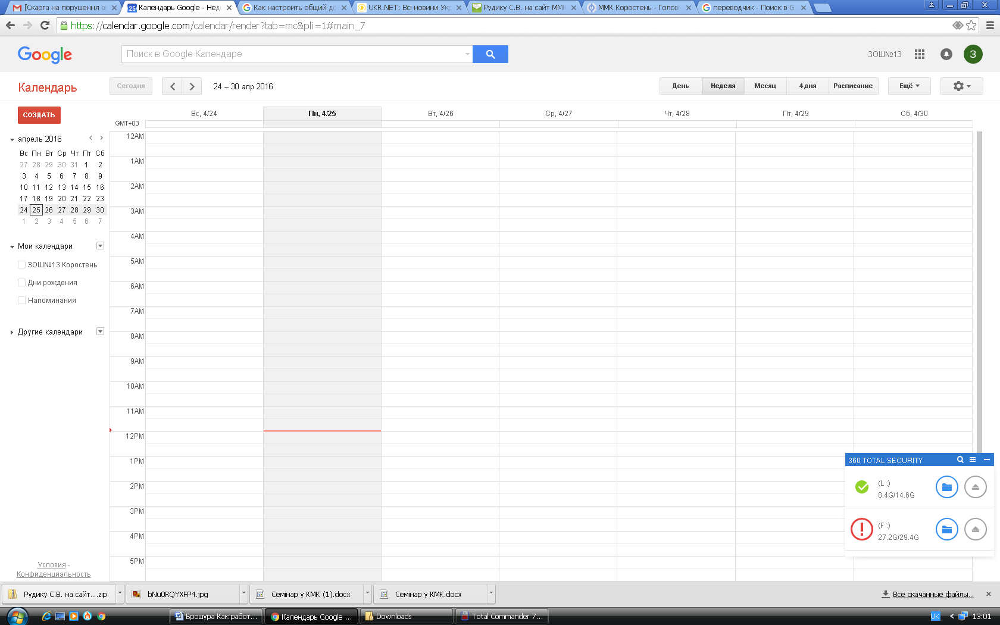 [Скарга на порушення а
Календарь Google - Нед
Как настроить общий до
UKR.NET: Всі новини Укр
Рудику С.В. на сайт ММК
ММК Коростень - Головн
переводчик - Поиск в G
https://calendar.google.com/calendar/render?tab=mc&pli=1#main_7
Google
Поиск в Google Календаре
ЗОШ№13
З
Календарь
Сегодня
24 – 30 апр 2016
День
Неделя
Месяц
4 дня
Расписание
Ещё
СОЗДАТЬ
Вс, 4/24
Пн, 4/25
Вт, 4/26
Ср, 4/27
Чт, 4/28
Пт, 4/29
Сб, 4/30
GMT+03
апрель 2016
Вс Пн Вт Ср Чт Пт Сб
27 28 29 30 31 1 2
3 4 5 6 7 8 9
10 11 12 13 14 15 16
17 18 19 20 21 22 23
24 25 26 27 28 29 30
1 2 3 4 5 6 7
Мои календари
ЗОШ№13 Коростень
Дни рождения
Напоминания
Другие календари
Условия -
Конфиденциальность
12AM
1AM
2AM
3AM
4AM
5AM
6AM
7AM
8AM
9AM
10AM
11AM
12PM
1PM
2PM
3PM
4PM
5PM
360 TOTAL SECURITY
(L :)
8.4G/14.6G
(F :)
27.2G/29.4G
Рудику С.В. на сайт....zip
bNu0RQYXFP4.jpg
Семінар у КМК (1).docx
Семінар у КМК.docx
Все скачанные файлы...
Брошура Как работ...
Календарь Google ...
Downloads
Total Commander 7...
UK
13:01